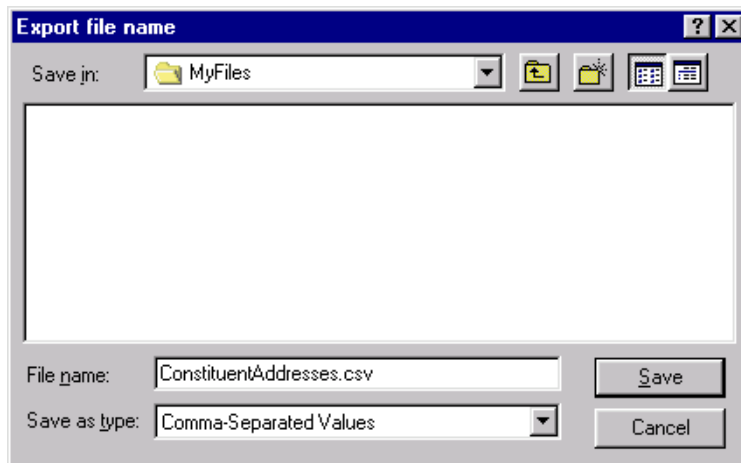 Export file name
Save in: MyFiles
File name: ConstituentAddresses.csv Save
Save as type: Comma-Separated Values Cancel